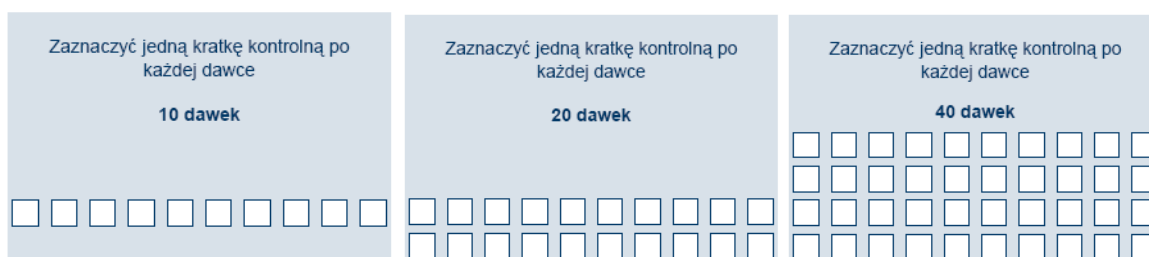 Zaznaczyć jedną kratkę kontrolną po
każdej dawce
10 dawek
Zaznaczyć jedną kratkę kontrolną po
każdej dawce
20 dawek
Zaznaczyć jedną kratkę kontrolną po
każdej dawce
40 dawek